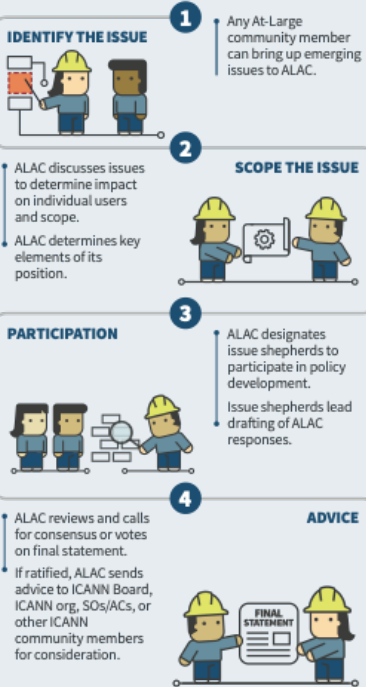 1
IDENTIFY THE ISSUE
Any At-Large
community member
can bring up emerging
issues to ALAC.
2
ALAC discusses issues
to determine impact
on individual users
and scope.
ALAC determines key
elements of its
position.
SCOPE THE ISSUE
3
PARTICIPATION
ALAC designates
issue shepherds to
participate in policy
development.
Issue shepherds lead
drafting of ALAC
responses.
4
ALAC reviews and calls
for consensus or votes
on final statement.
If ratified, ALAC sends
advice to ICANN Board,
ICANN org, SOs/ACs, or
other ICANN
community members
for consideration.
ADVICE
FINAL
STATEMENT